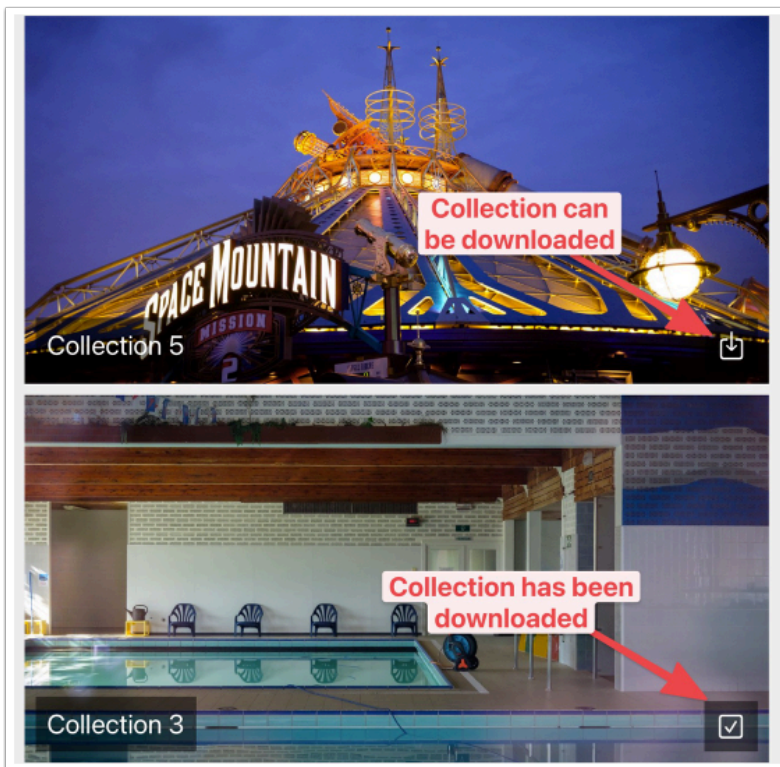 Collection can
be downloaded
SPACE MOUNTAIN
MISSION
2
Collection 5
Collection has been
downloaded
Collection 3